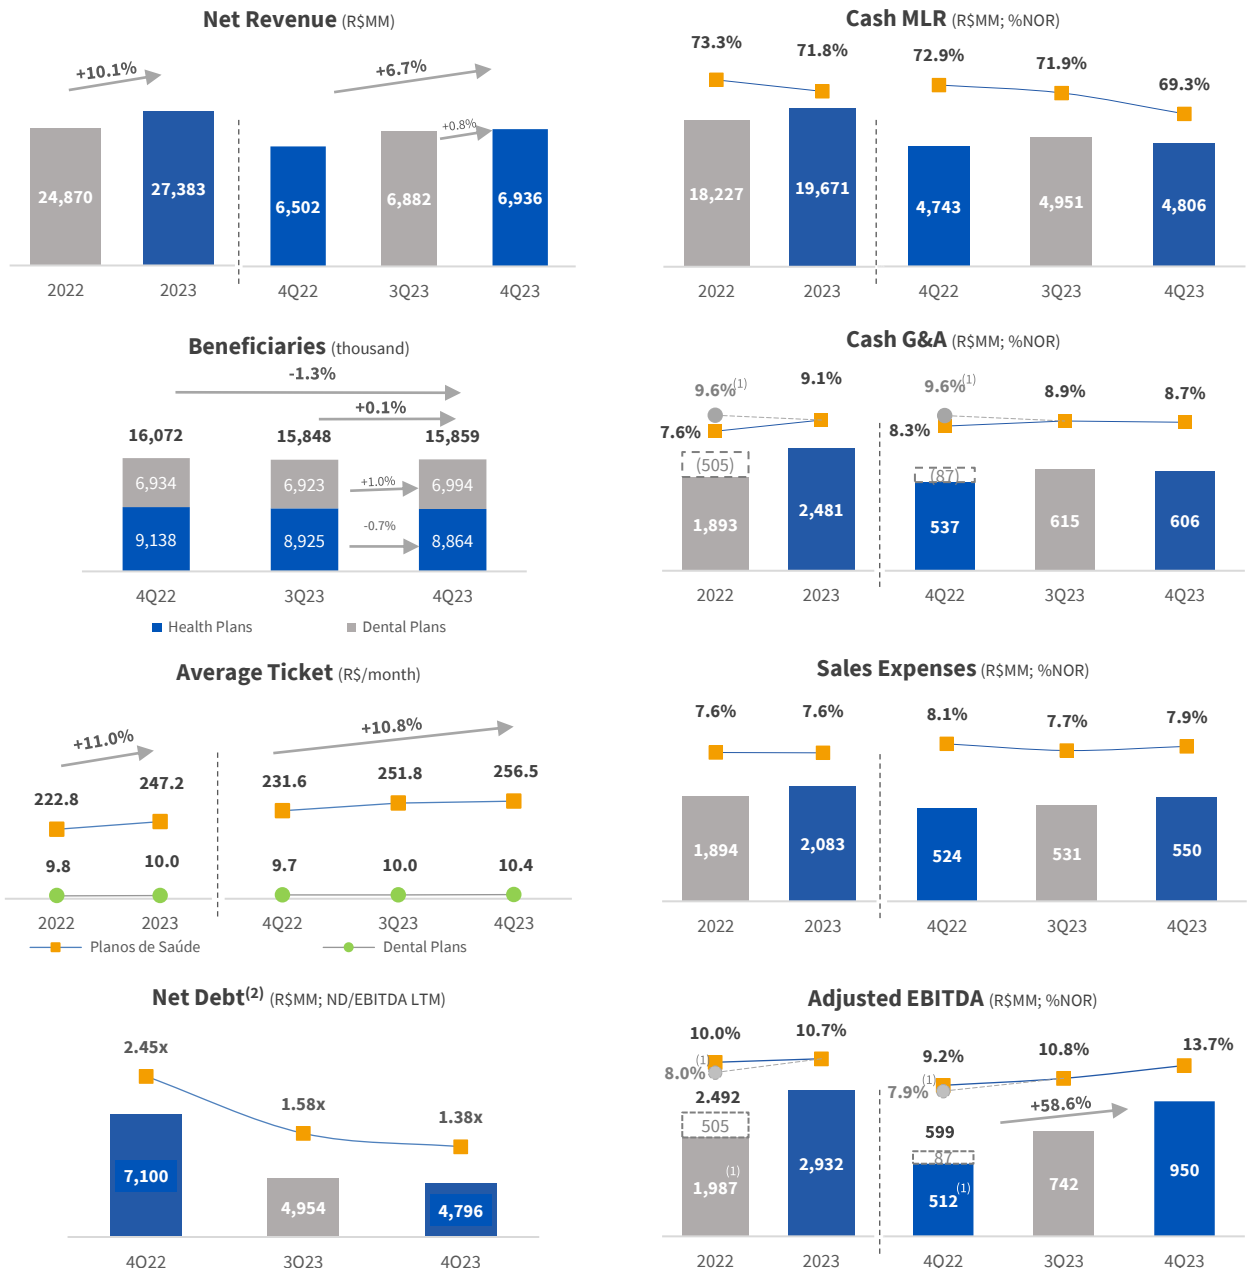 Net Revenue (R$MM)
+10.1%
+6.7%
+0.8%
24,870
27,383
6,502
6,882
6,936
2022
2023
4Q22
3Q23
4Q23
Cash MLR (R$MM; %NOR)
73.3%
71.8%
72.9%
71.9%
69.3%
18,227
19,671
4,743
4,951
4,806
2022
2023
4Q22
3Q23
4Q23
Beneficiaries (thousand)
-1.3%
+0.1%
16,072
15,848
15,859
6,934
6,923
+1.0%
6,994
9,138
8,925
-0.7%
8,864
4Q22
3Q23
4Q23
Health Plans
Dental Plans
Cash G&A (R$MM; %NOR)
9.6%(1)
9.1%
9.6%(1)
8.9%
8.7%
7.6%
8.3%
(505)
(87)
1,893
2,481
537
615
606
2022
2023
4Q22
3Q23
4Q23
Average Ticket (R$/month)
+11.0%
+10.8%
222.8
247.2
231.6
251.8
256.5
9.8
10.0
9.7
10.0
10.4
2022
2023
4Q22
3Q23
4Q23
Planos de Saúde
Dental Plans
Sales Expenses (R$MM; %NOR)
7.6%
7.6%
8.1%
7.7%
7.9%
1,894
2,083
524
531
550
2022
2023
4Q22
3Q23
4Q23
Net Debt(2) (R$MM; ND/EBITDA LTM)
2.45x
1.58x
1.38x
7,100
4,954
4,796
4Q22
3Q23
4Q23
Adjusted EBITDA (R$MM; %NOR)
10.0%
10.7%
9.2%
10.8%
13.7%
(1)
8.0%
(1)
7.9%
2.492
+58.6%
505
599
87
1,987(1)
2,932
512(1)
742
950
2022
2023
4Q22
3Q23
4Q23